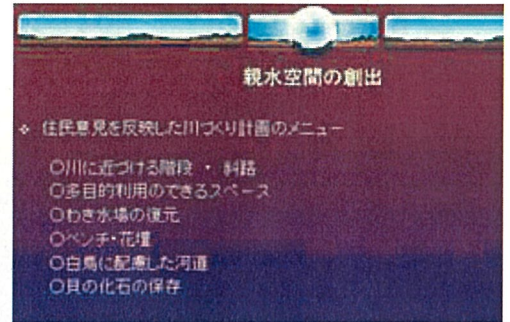 親水空間の創出
❖ 住民意見を反映した川づくり計画のメニュー
○川に近づける階段 ・ 斜路
○多目的利用のできるスペース
○わき水場の復元
○ベンチ・花壇
○白鳥に配慮した河道
○貝の化石の保存